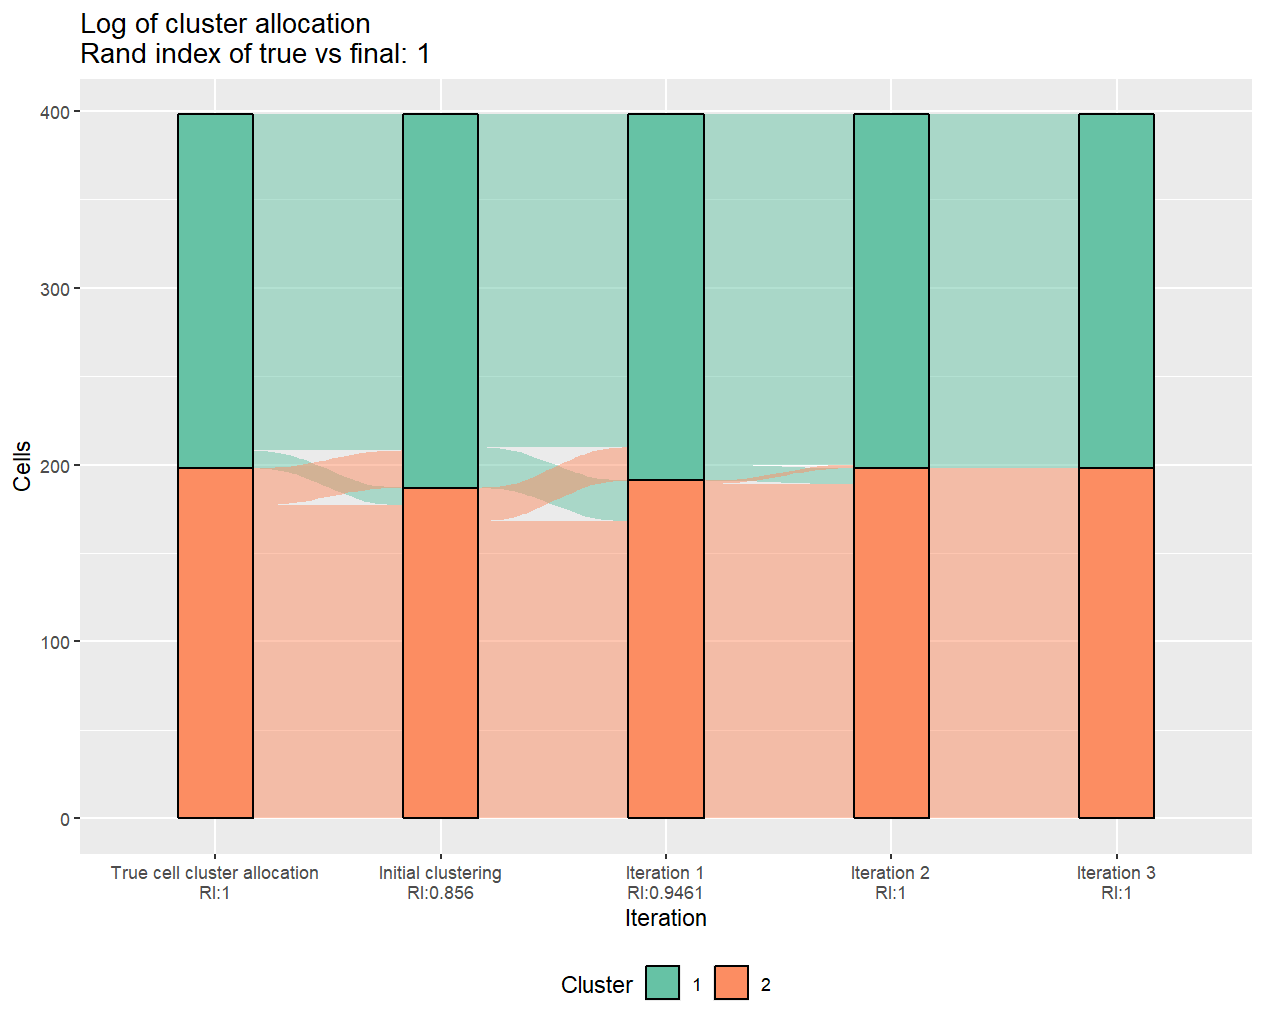 Log of cluster allocation
Rand index of true vs final: 1
Cells
400
300
200
100
0
True cell cluster allocation
RI:1
Initial clustering
RI:0.856
Iteration 1
RI:0.9461
Iteration 2
RI:1
Iteration 3
RI:1
Iteration
Cluster 1 2